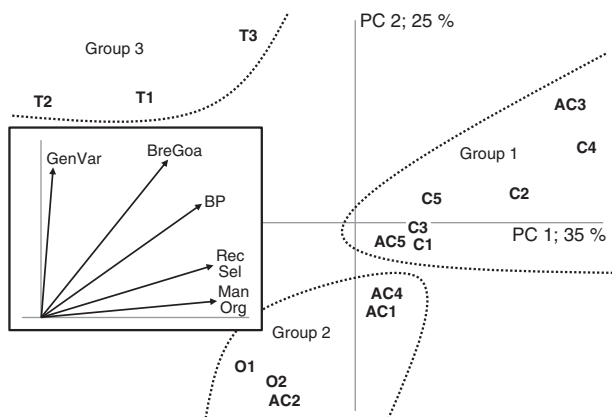 T3
PC 2; 25 %
Group 3
T2
T1
AC3
GenVar
BreGoa
Group 1
C4
BP
C5
C2
C3
PC 1; 35 %
AC5
C1
Rec
Sel
Man
Org
AC4
AC1
Group 2
O1
O2
AC2